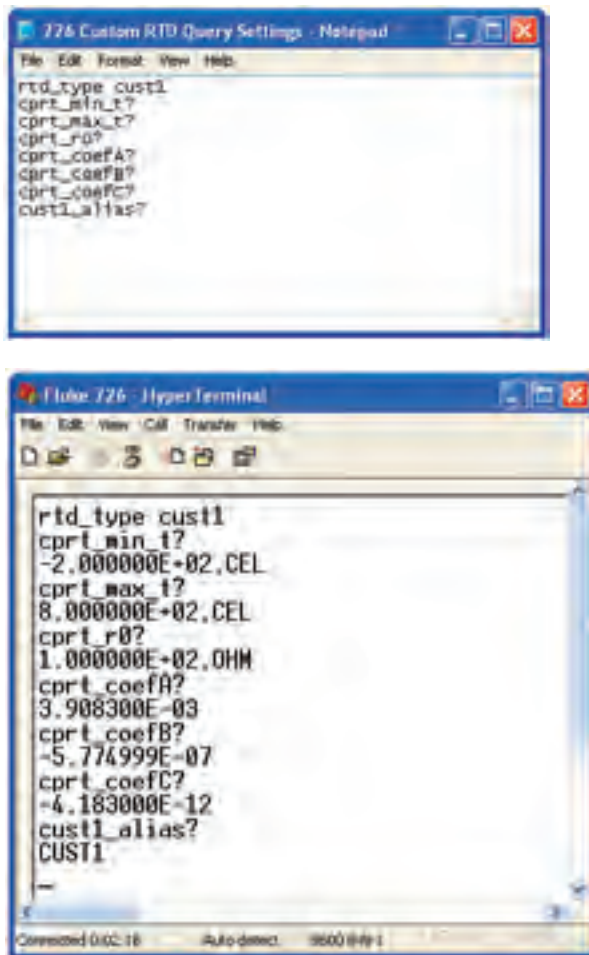 726 Custom RTD Query Settings - Notepad
File Edit Format View Help
rtd_type cust1
cprt_min_t?
cprt_max_t?
cprt_r0?
cprt_coefA?
cprt_coefB?
cprt_coefC?
cust1_alias?
Fluke 726 - HyperTerminal
File Edit View Call Transfer Help
rtd_type cust1
cprt_min_t?
-2.000000E+02,CEL
cprt_max_t?
8.000000E+02,CEL
cprt_r0?
1.000000E+02,OHM
cprt_coefA?
3.908300E-03
cprt_coefB?
-5.774999E-07
cprt_coefC?
-4.183000E-12
cust1_alias?
CUST1
Connected 0:02:18 Auto detect 9600 8-N-1